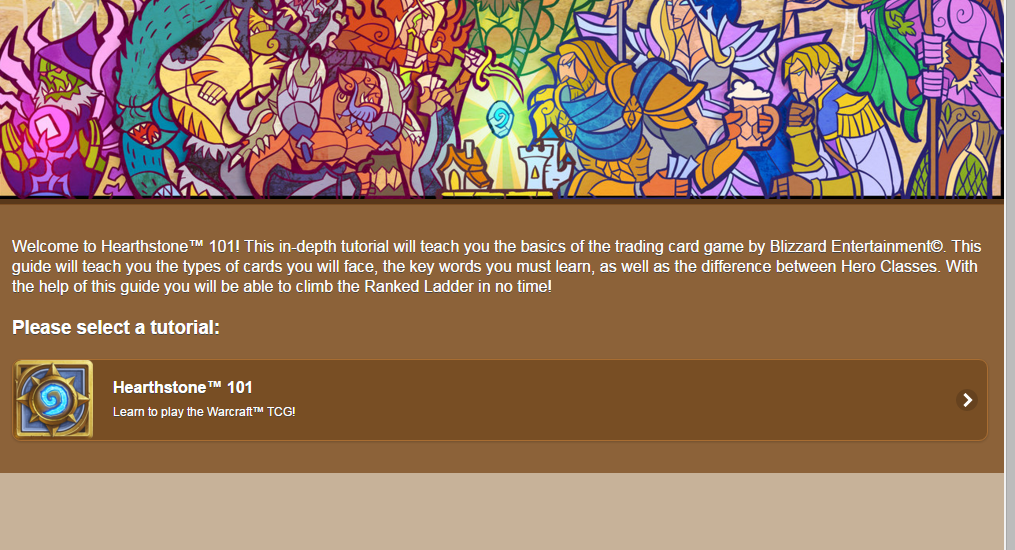 Welcome to Hearthstone™ 101! This in-depth tutorial will teach you the basics of the trading card game by Blizzard Entertainment©. This
guide will teach you the types of cards you will face, the key words you must learn, as well as the difference between Hero Classes. With
the help of this guide you will be able to climb the Ranked Ladder in no time!
Please select a tutorial:
Hearthstone™ 101
Learn to play the Warcraft™ TCG!